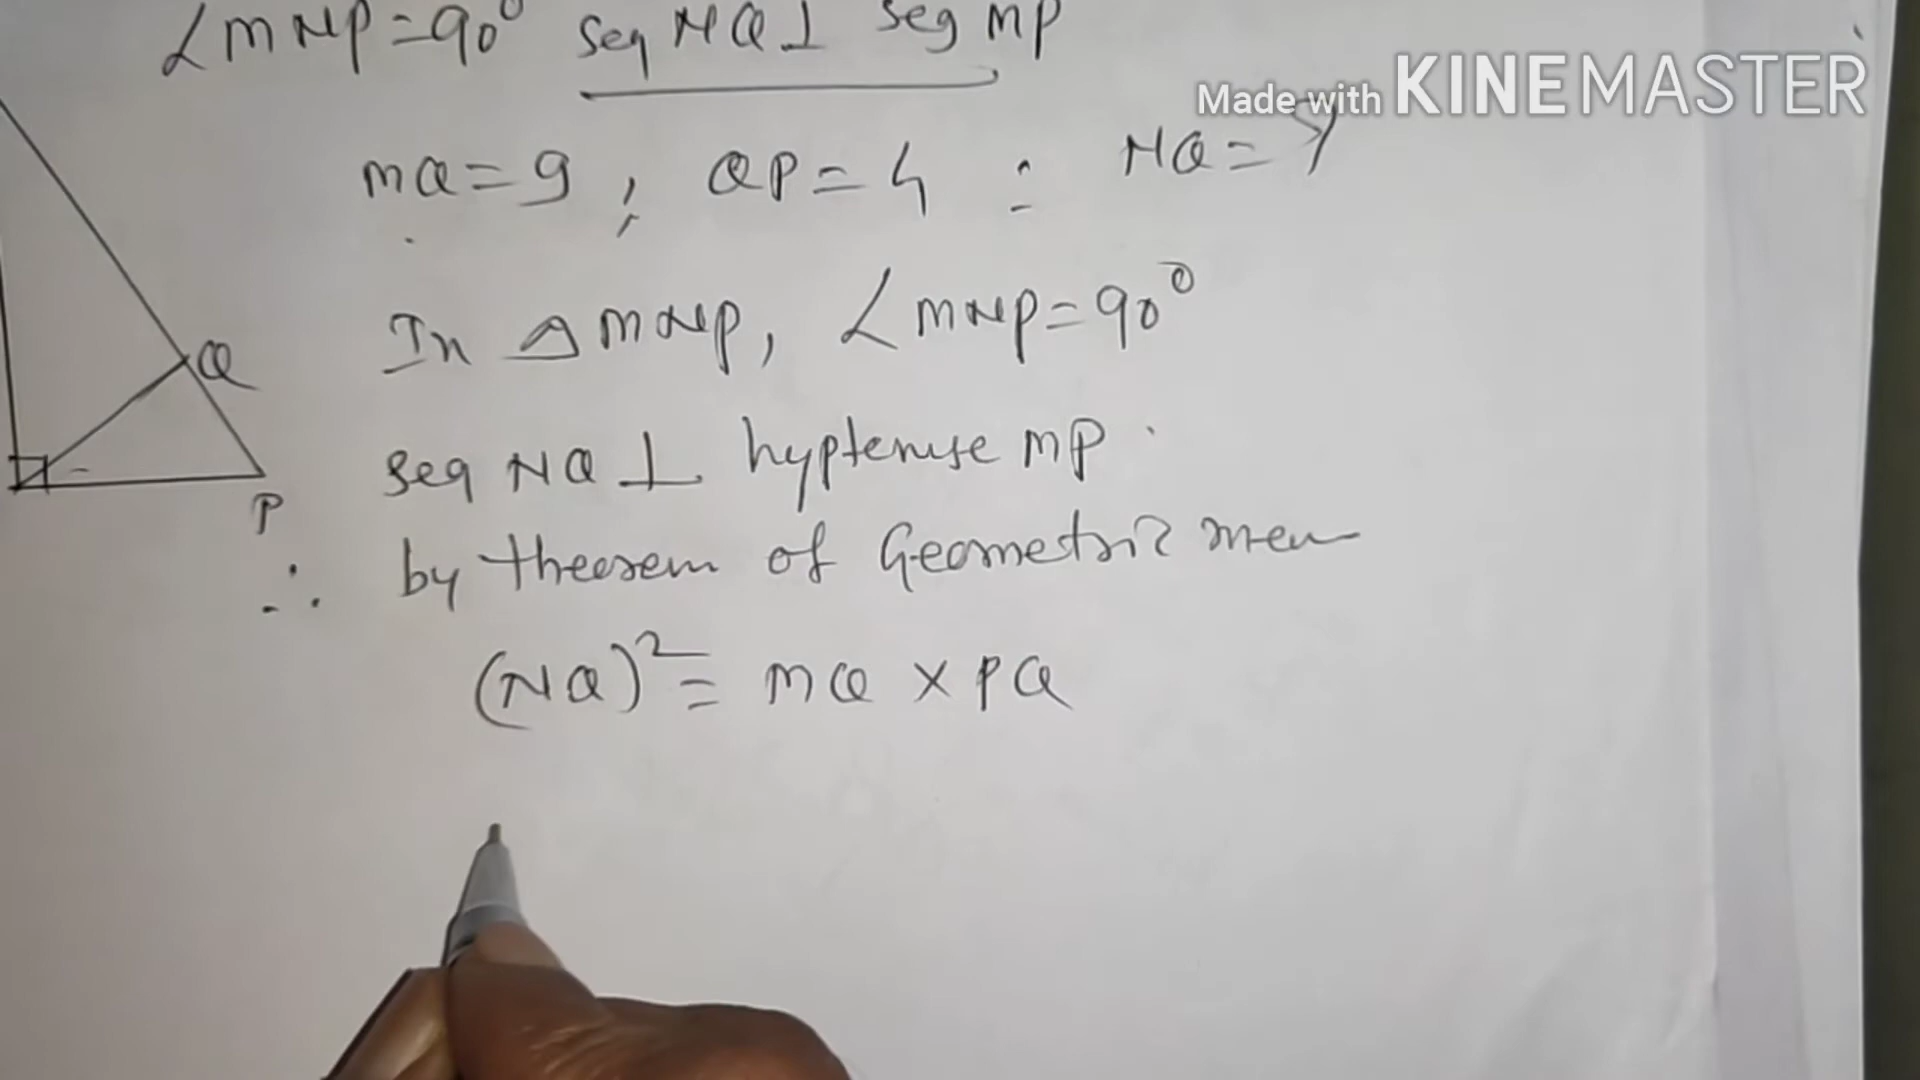 ∠MNP=90° seg NQ⊥ seg MP
Made with KINEMASTER
MQ=9, QP=4 : NQ=?
In △MNP, ∠MNP=90°
Q
seg NQ ⊥ hyptenuse MP.
P
∴ by theorem of Geometric mean
(NQ)² = MQ × PQ